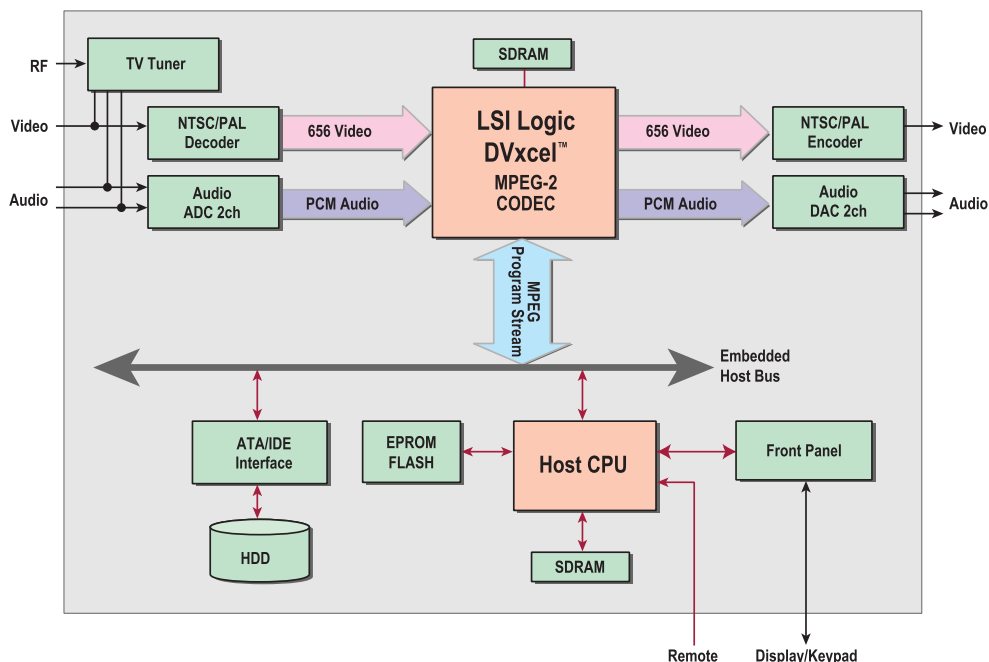 RF
TV Tuner
SDRAM
Video
NTSC/PAL
Decoder
656 Video
LSI Logic
DVxcel™
MPEG-2
CODEC
656 Video
NTSC/PAL
Encoder
Video
Audio
Audio
ADC 2ch
PCM Audio
PCM Audio
Audio
DAC 2ch
Audio
MPEG
Program Stream
Embedded
Host Bus
ATA/IDE
Interface
EPROM
FLASH
Host CPU
Front Panel
HDD
SDRAM
Remote
Display/Keypad